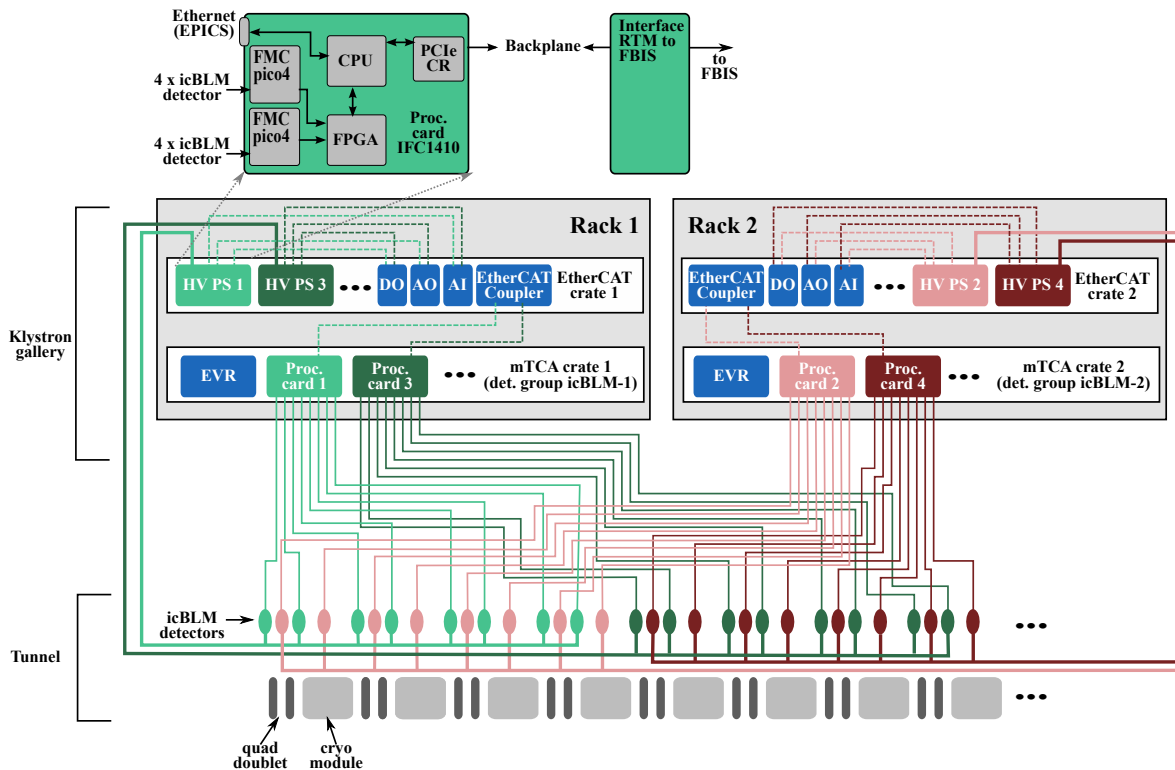 Ethernet
(EPICS)
FMC
pico4
CPU
PCIe
CR
4 x icBLM
detector
FMC
pico4
FPGA
Proc.
card
IFC1410
4 x icBLM
detector
Backplane
Interface
RTM to
FBIS
to
FBIS
Rack 1
Rack 2
HV PS 1
HV PS 3
DO
AO
AI
EtherCAT
Coupler
EtherCAT
crate 1
EtherCAT
Coupler
DO
AO
AI
HV PS 2
HV PS 4
EtherCAT
crate 2
Klystron
gallery
EVR
Proc.
card 1
Proc.
card 3
mTCA crate 1
(det. group icBLM-1)
EVR
Proc.
card 2
Proc.
card 4
mTCA crate 2
(det. group icBLM-2)
icBLM
detectors
Tunnel
quad
doublet
cryo
module